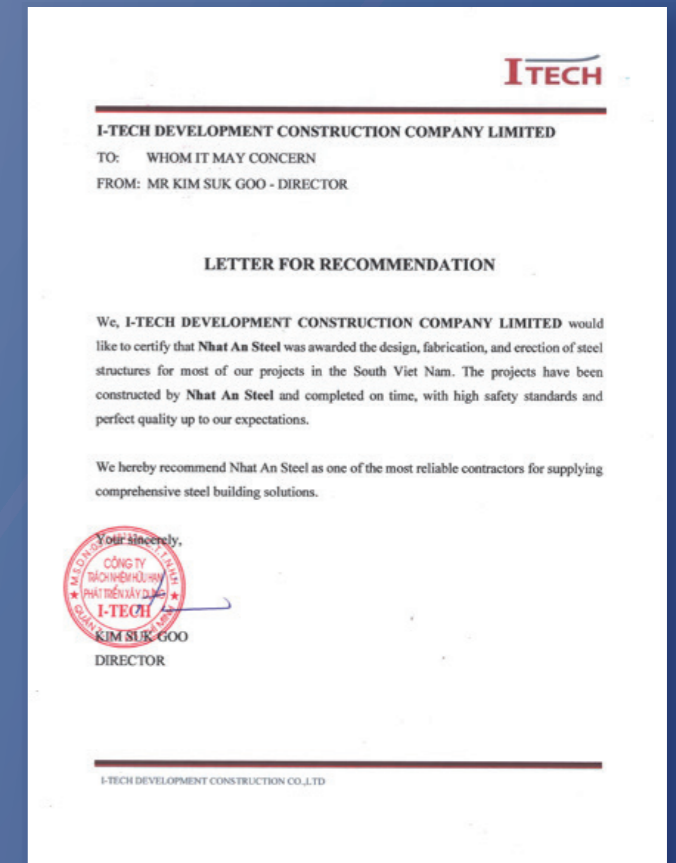 I TECH
I-TECH DEVELOPMENT CONSTRUCTION COMPANY LIMITED
TO: WHOM IT MAY CONCERN
FROM: MR KIM SUK GOO - DIRECTOR
LETTER FOR RECOMMENDATION
We, I-TECH DEVELOPMENT CONSTRUCTION COMPANY LIMITED would
like to certify that Nhat An Steel was awarded the design, fabrication, and erection of steel
structures for most of our projects in the South Viet Nam. The projects have been
constructed by Nhat An Steel and completed on time, with high safety standards and
perfect quality up to our expectations.
We hereby recommend Nhat An Steel as one of the most reliable contractors for supplying
comprehensive steel building solutions.
Your sincerely,
M.S.D.N:
C.T.T.N.H.H
CÔNG TY
TRÁCH NHIỆM HỮU HẠN
PHÁT TRIỂN XÂY DỰNG
I-TECH
QUẬN
KIM SUK GOO
DIRECTOR
I-TECH DEVELOPMENT CONSTRUCTION CO.,LTD